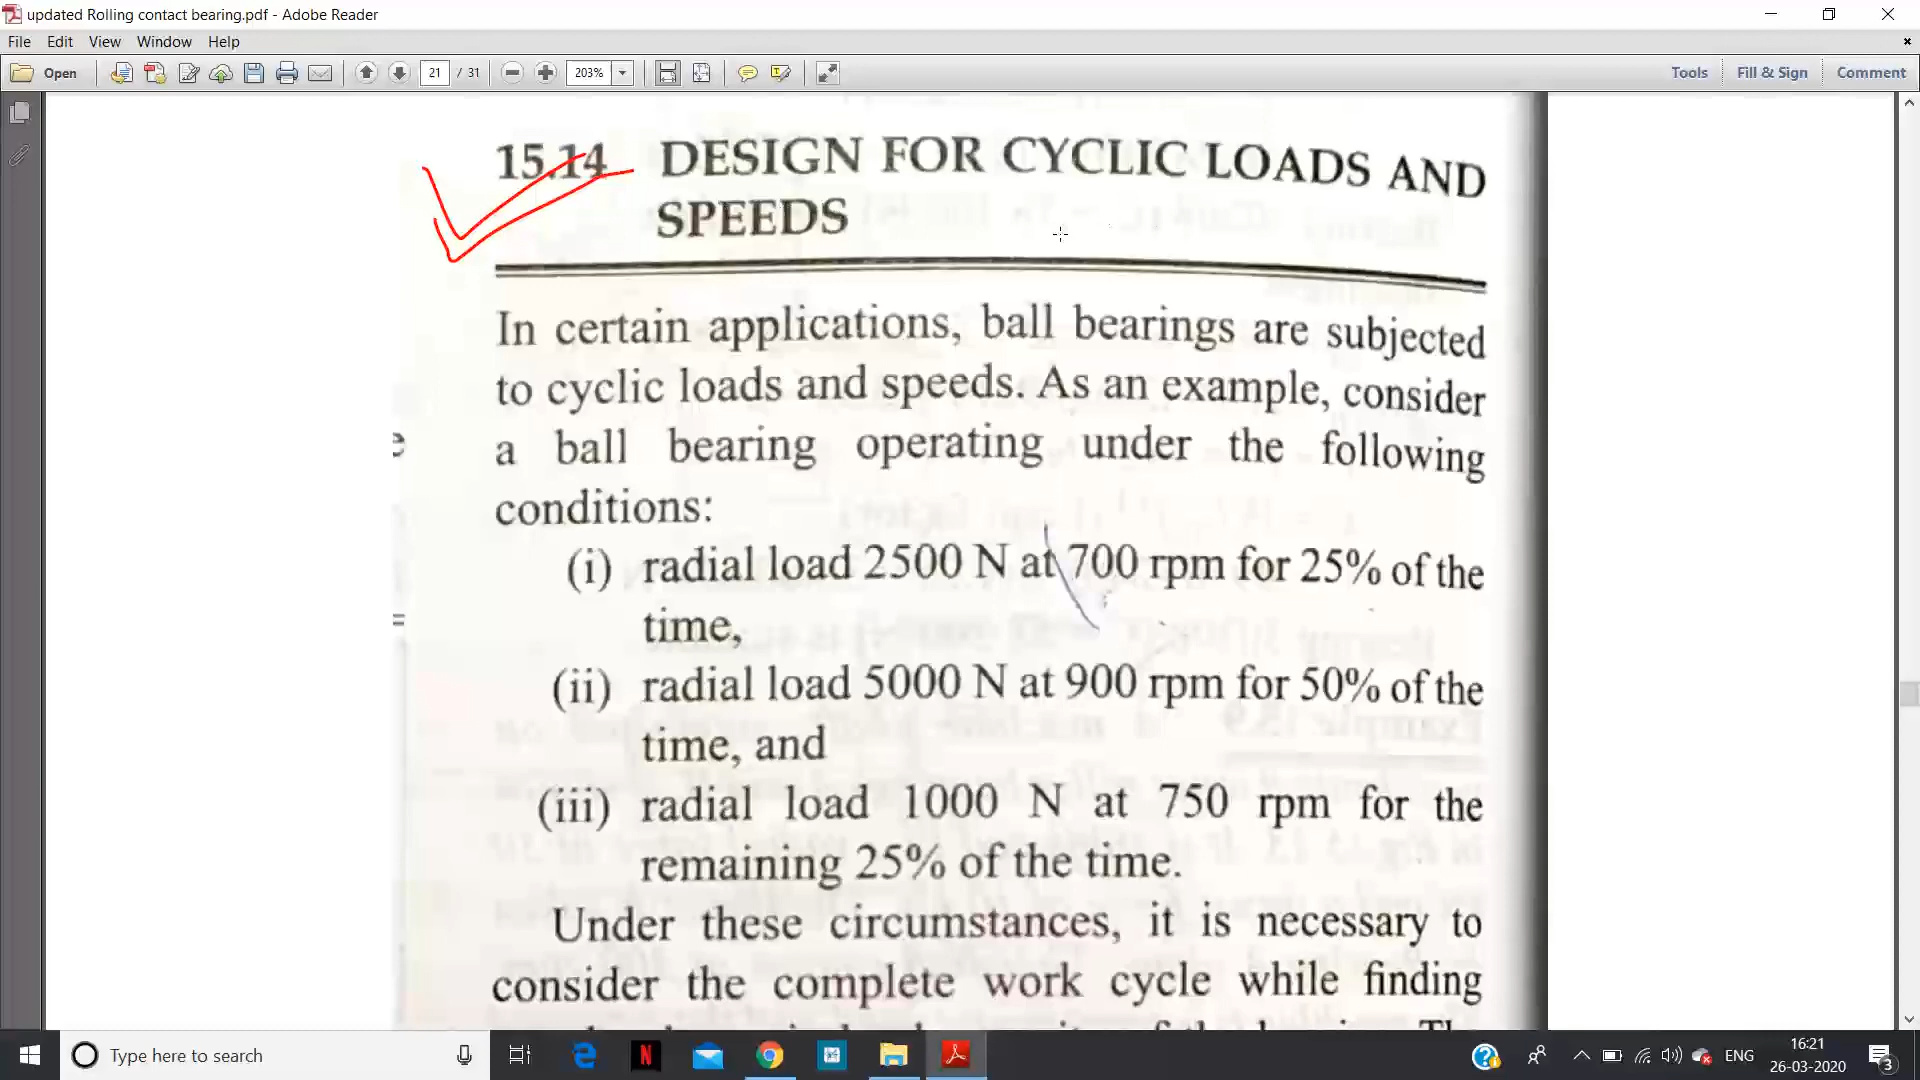 updated Rolling contact bearing.pdf - Adobe Reader
File Edit View Window Help
Open 21 / 31 203% Tools Fill & Sign Comment
15.14 DESIGN FOR CYCLIC LOADS AND
SPEEDS
In certain applications, ball bearings are subjected
to cyclic loads and speeds. As an example, consider
a ball bearing operating under the following
conditions:
(i) radial load 2500 N at 700 rpm for 25% of the
time,
(ii) radial load 5000 N at 900 rpm for 50% of the
time, and
(iii) radial load 1000 N at 750 rpm for the
remaining 25% of the time.
Under these circumstances, it is necessary to
consider the complete work cycle while finding
Type here to search
ENG
16:21
26-03-2020
3